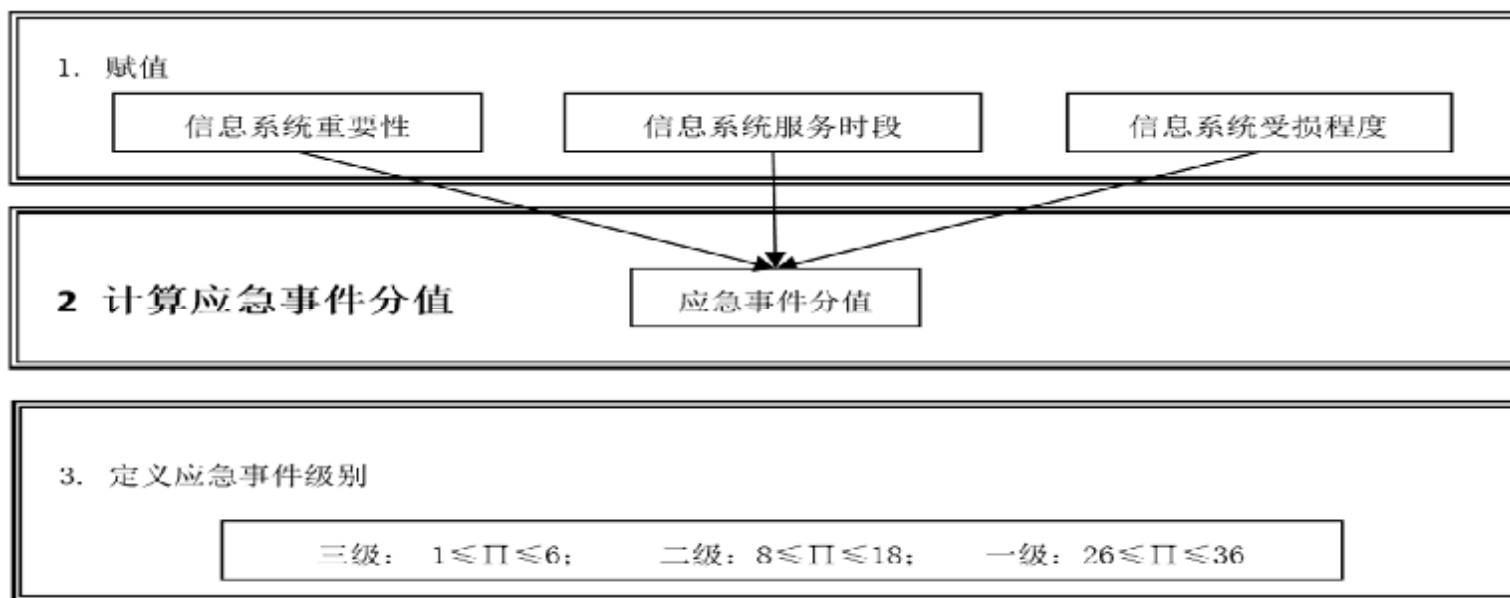 1. 赋值
信息系统重要性 信息系统服务时段 信息系统受损程度
2 计算应急事件分值 应急事件分值
3. 定义应急事件级别
三级： 1≤∏≤6; 二级：8≤∏≤18; 一级：26≤∏≤36